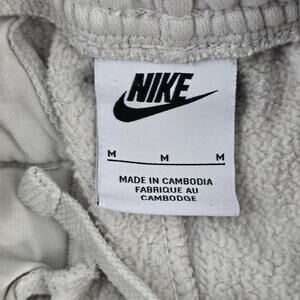 NIKE
M M M
MADE IN CAMBODIA
FABRIQUE AU
CAMBODGE